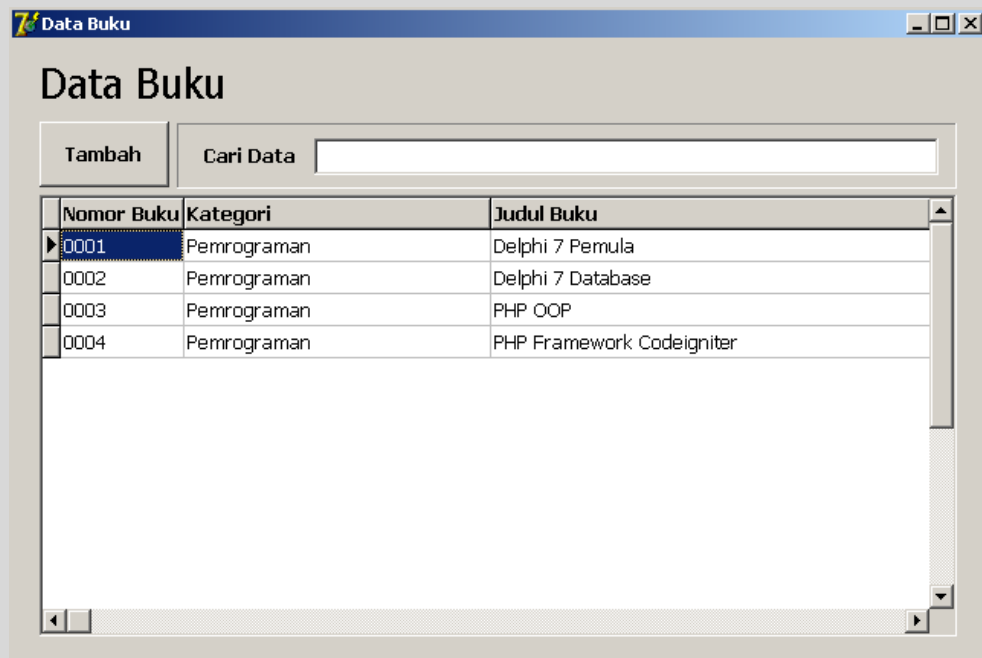 Data Buku
Data Buku
Tambah Cari Data
Nomor Buku Kategori Judul Buku
0001 Pemrograman Delphi 7 Pemula
0002 Pemrograman Delphi 7 Database
0003 Pemrograman PHP OOP
0004 Pemrograman PHP Framework Codeigniter